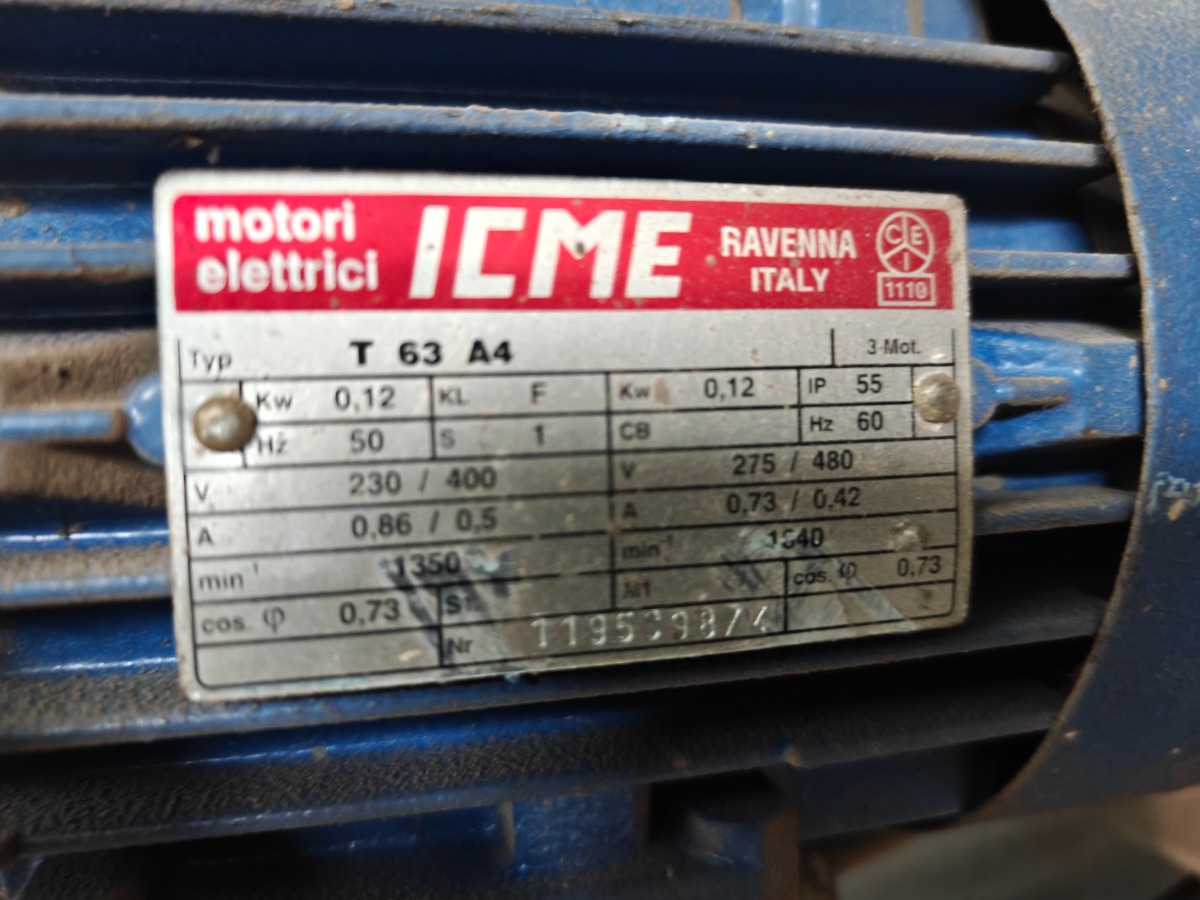 motori elettrici ICME RAVENNA ITALY CEI 1110
Typ T 63 A4 3 Mot.
Kw 0,12 KL F Kw 0,12 IP 55
Hz 50 S 1 CB Hz 60
V 230 / 400 V 275 / 480
A 0,86 / 0,5 A 0,73 / 0,42
min-1 1350 min-1
cos. φ 0,73 cos. φ 0,73
Nr